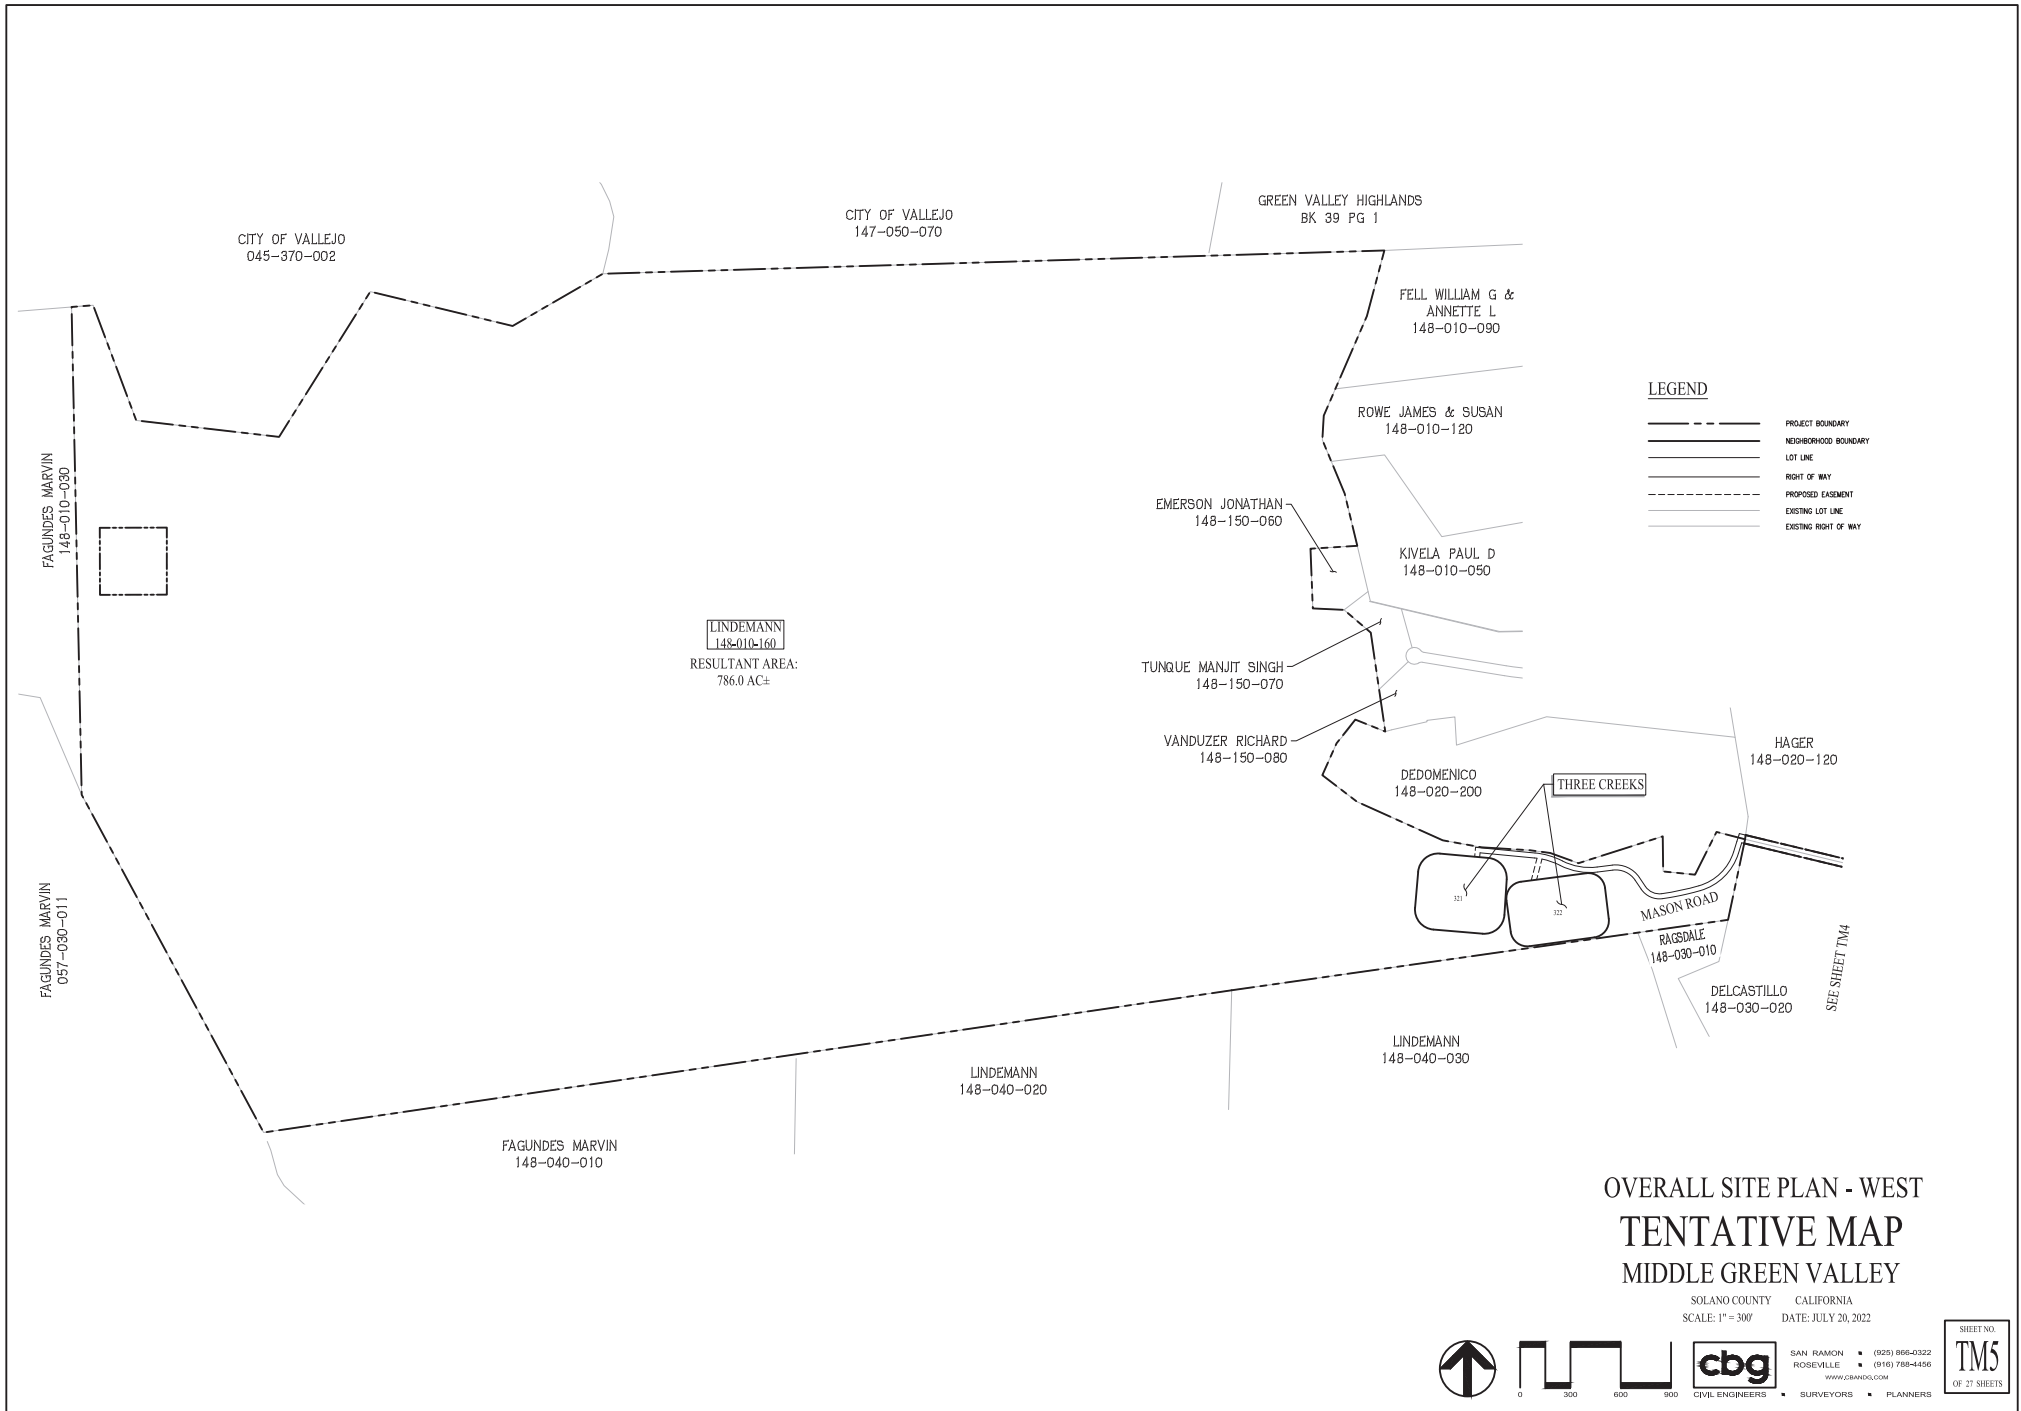 CITY OF VALLEJO
045-370-002
CITY OF VALLEJO
147-050-070
GREEN VALLEY HIGHLANDS
BK 39 PG 1
FELL WILLIAM G &
ANNETTE L
148-010-090
ROWE JAMES & SUSAN
148-010-120
LEGEND
PROJECT BOUNDARY
NEIGHBORHOOD BOUNDARY
LOT LINE
RIGHT OF WAY
PROPOSED EASEMENT
EXISTING LOT LINE
EXISTING RIGHT OF WAY
FAGUNDES MARVIN
148-010-030
EMERSON JONATHAN
148-150-060
KIVELA PAUL D
148-010-050
LINDEMANN
148-010-160
RESULTANT AREA:
786.0 AC±
TUNQUE MANJIT SINGH
148-150-070
VANDUZER RICHARD
148-150-080
HAGER
148-020-120
DEDOMENICO
148-020-200
THREE CREEKS
321
322
MASON ROAD
RAGSDALE
148-030-010
DELCASTILLO
148-030-020
SEE SHEET TM4
FAGUNDES MARVIN
057-030-011
LINDEMANN
148-040-030
LINDEMANN
148-040-020
FAGUNDES MARVIN
148-040-010
OVERALL SITE PLAN - WEST
TENTATIVE MAP
MIDDLE GREEN VALLEY
SOLANO COUNTY CALIFORNIA
SCALE: 1" = 300' DATE: JULY 20, 2022
0 300 600 900
cbg
CIVIL ENGINEERS ▪ SURVEYORS ▪ PLANNERS
SAN RAMON ▪ (925) 866-0322
ROSEVILLE ▪ (916) 788-4456
WWW.CBANDG.COM
SHEET NO.
TM5
OF 27 SHEETS